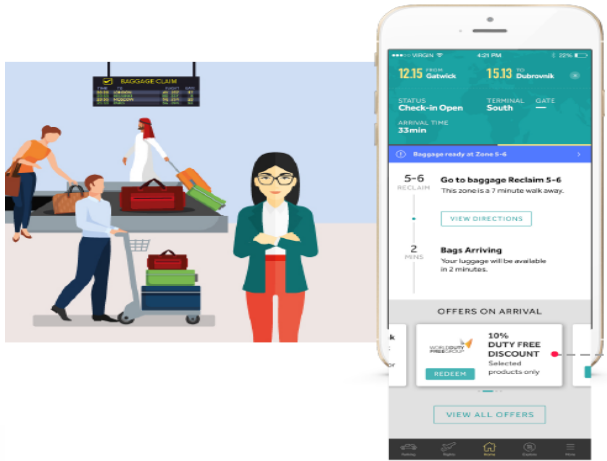 BAGGAGE CLAIM
VIRGIN 4:21 PM 22%
12.15 FROM Gatwick 15.13 TO Dubrovnik
STATUS TERMINAL GATE
Check-in Open South —
ARRIVAL TIME
33min
Baggage ready at Zone 5-6
5-6 Go to baggage Reclaim 5-6
RECLAIM This zone is a 7 minute walk away.
VIEW DIRECTIONS
2 Bags Arriving
MINS Your luggage will be available
in 2 minutes.
OFFERS ON ARRIVAL
10%
DUTY FREE
DISCOUNT
WORLDDUTY
FREEGROUP
Selected
products only
REDEEM
VIEW ALL OFFERS